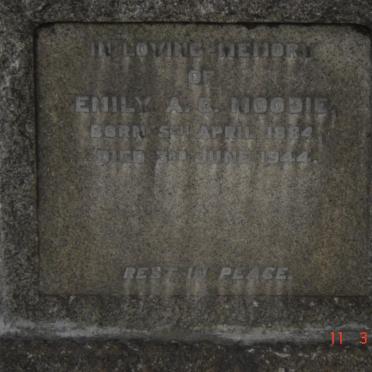 IN LOVING MEMORY
OF
EMILY A. G. MOODIE,
BORN 5TH APRIL 1884
DIED 3RD JUNE 1944.
REST IN PEACE.
11 3